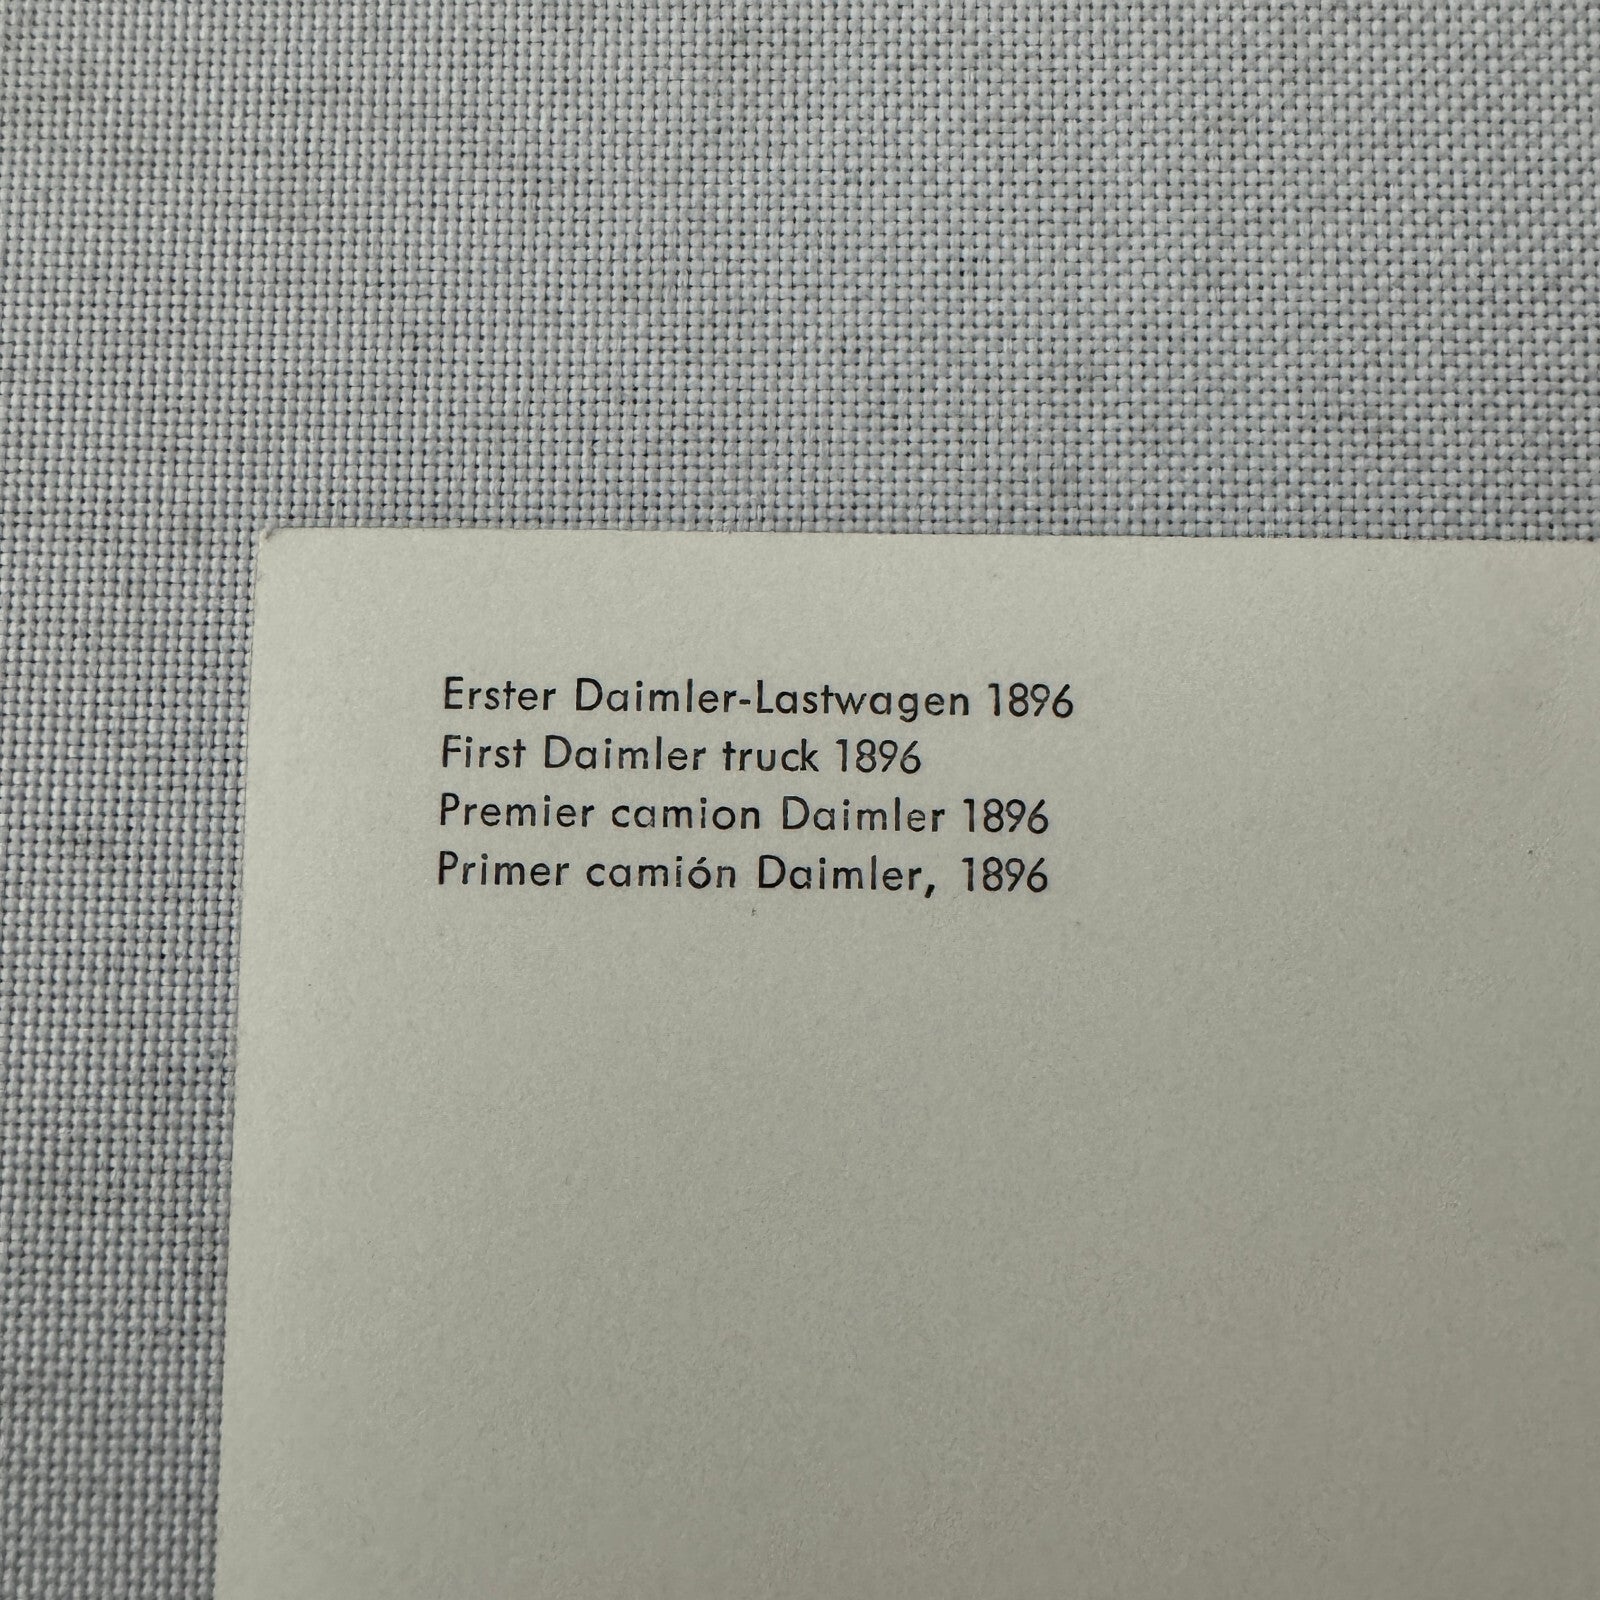 Erster Daimler-Lastwagen 1896
First Daimler truck 1896
Premier camion Daimler 1896
Primer camión Daimler, 1896